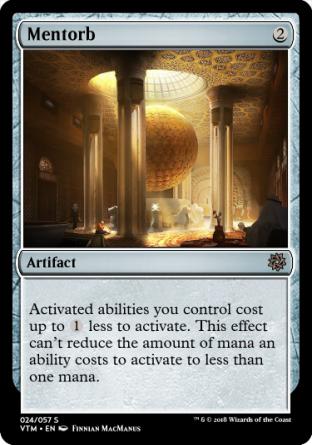 Mentorb 2
Artifact
Activated abilities you control cost
up to 1 less to activate. This effect
can't reduce the amount of mana an
ability costs to activate to less than
one mana.
024/057 S
VTM • EN FINNIAN MACMANUS ™ & © 2018 Wizards of the Coast